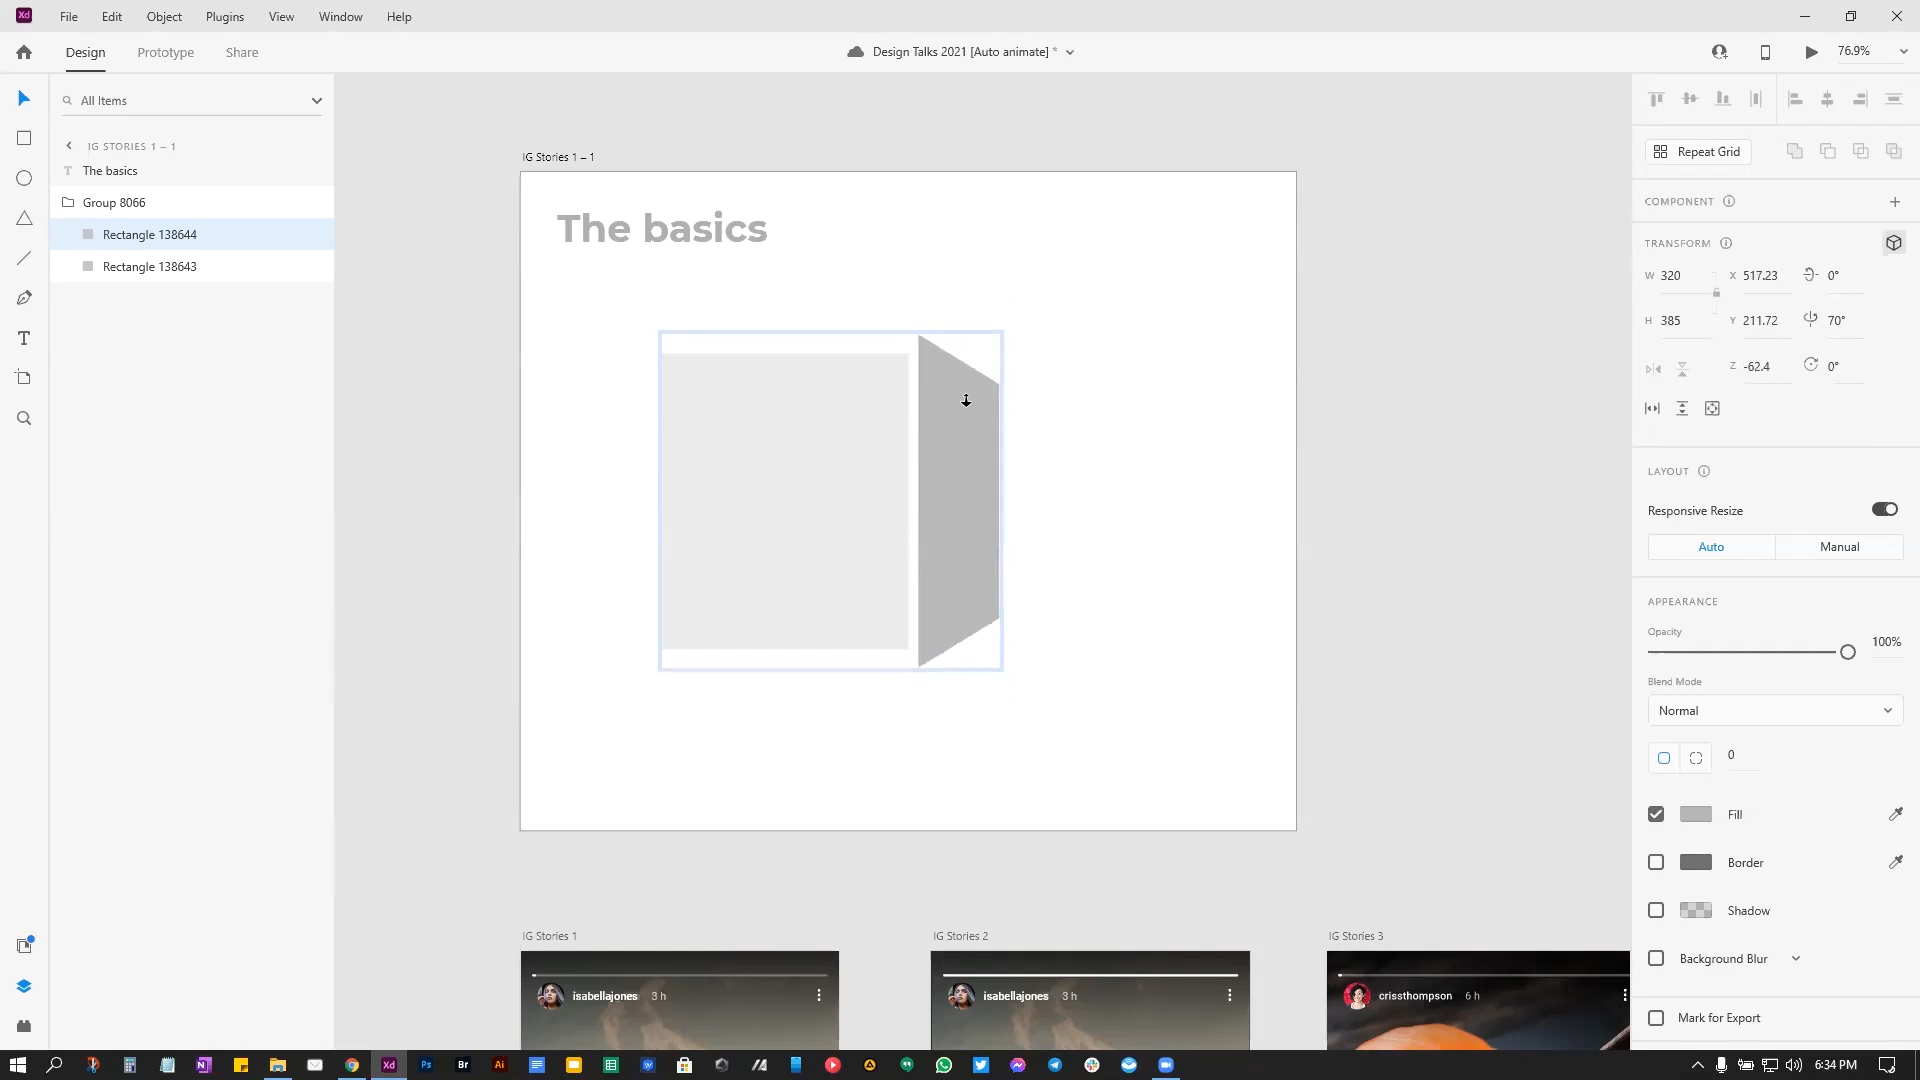 Xd File Edit Object Plugins View Window Help
Design Prototype Share
Design Talks 2021 [Auto animate] *
76.9%
All Items
IG STORIES 1 – 1
T The basics
Group 8066
Rectangle 138644
Rectangle 138643
IG Stories 1 – 1
The basics
Repeat Grid
COMPONENT
TRANSFORM
W 320 X 517.23 0°
H 385 Y 211.72 70°
Z -62.4 0°
LAYOUT
Responsive Resize
Auto Manual
APPEARANCE
Opacity
100%
Blend Mode
Normal
0
Fill
Border
Shadow
Background Blur
Mark for Export
IG Stories 1
isabellajones 3 h
IG Stories 2
isabellajones 3 h
IG Stories 3
crissthompson 6 h
Xd Ps Br Ai
6:34 PM